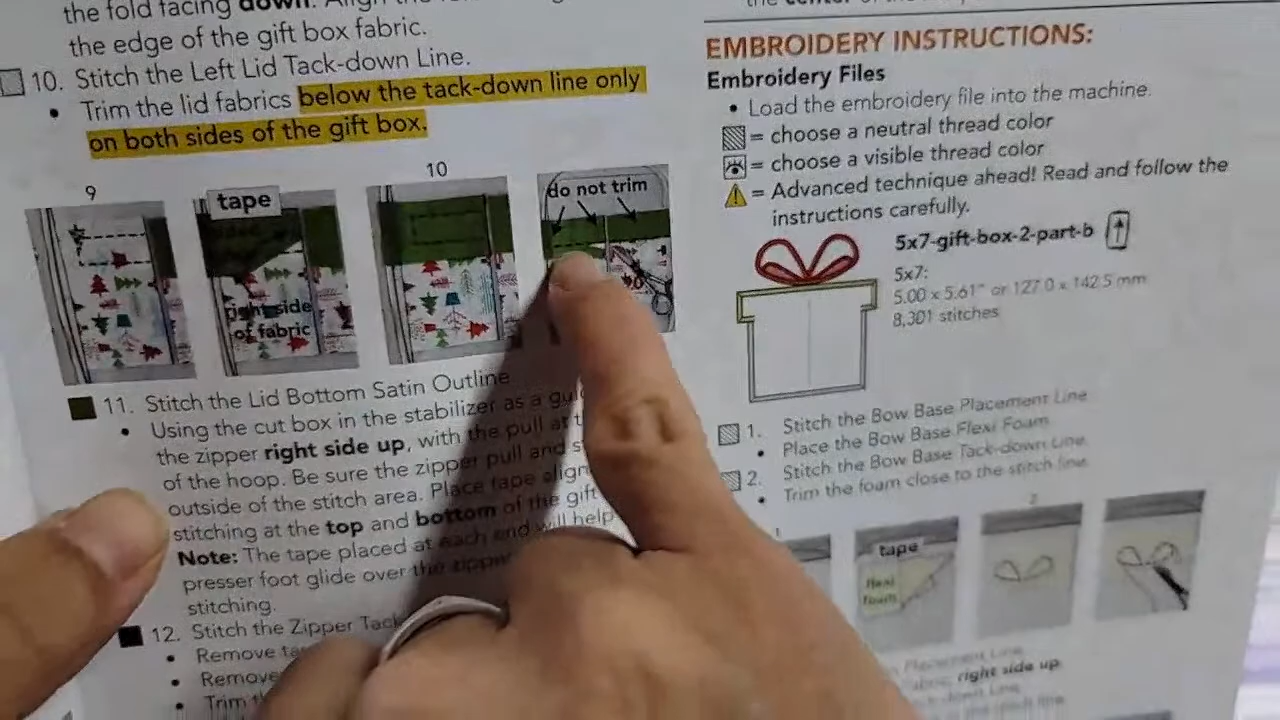 the fold facing down. Align the
the edge of the gift box fabric.
10. Stitch the Left Lid Tack-down Line.
• Trim the lid fabrics below the tack-down line only
on both sides of the gift box.
9
tape
right side
of fabric
10
do not trim
11. Stitch the Lid Bottom Satin Outline
• Using the cut box in the stabilizer as a
the zipper right side up, with the pull at
of the hoop. Be sure the zipper pull and
outside of the stitch area. Place tape
stitching at the top and bottom of the gift
Note: The tape placed at each end will help
presser foot glide over the
stitching.
12. Stitch the Zipper
• Remove
• Remove
• Trim
the center of
EMBROIDERY INSTRUCTIONS:
Embroidery Files
• Load the embroidery file into the machine.
= choose a neutral thread color
= choose a visible thread color
= Advanced technique ahead! Read and follow the
instructions carefully.
5x7-gift-box-2-part-b
5x7:
5.00 x 5.61" or 127.0 x 142.5 mm
8,301 stitches
1. Stitch the Bow Base Placement Line
• Place the Bow Base Flexi Foam.
2. Stitch the Bow Base Tack-down Line.
• Trim the foam close to the stitch line.
1
tape
flexi
foam
2
Placement Line
right side up